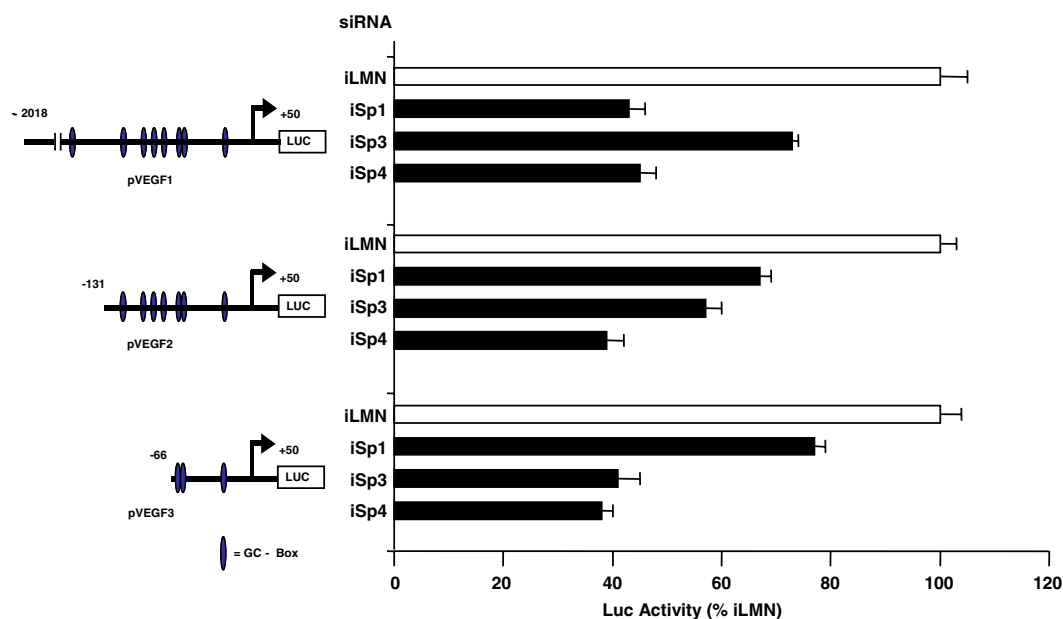 siRNA
iLMN
iSp1
iSp3
iSp4
~ 2018
+50
LUC
pVEGF1
iLMN
iSp1
iSp3
iSp4
-131
+50
LUC
pVEGF2
iLMN
iSp1
iSp3
iSp4
-66
+50
LUC
pVEGF3
= GC - Box
0 20 40 60 80 100 120
Luc Activity (% iLMN)